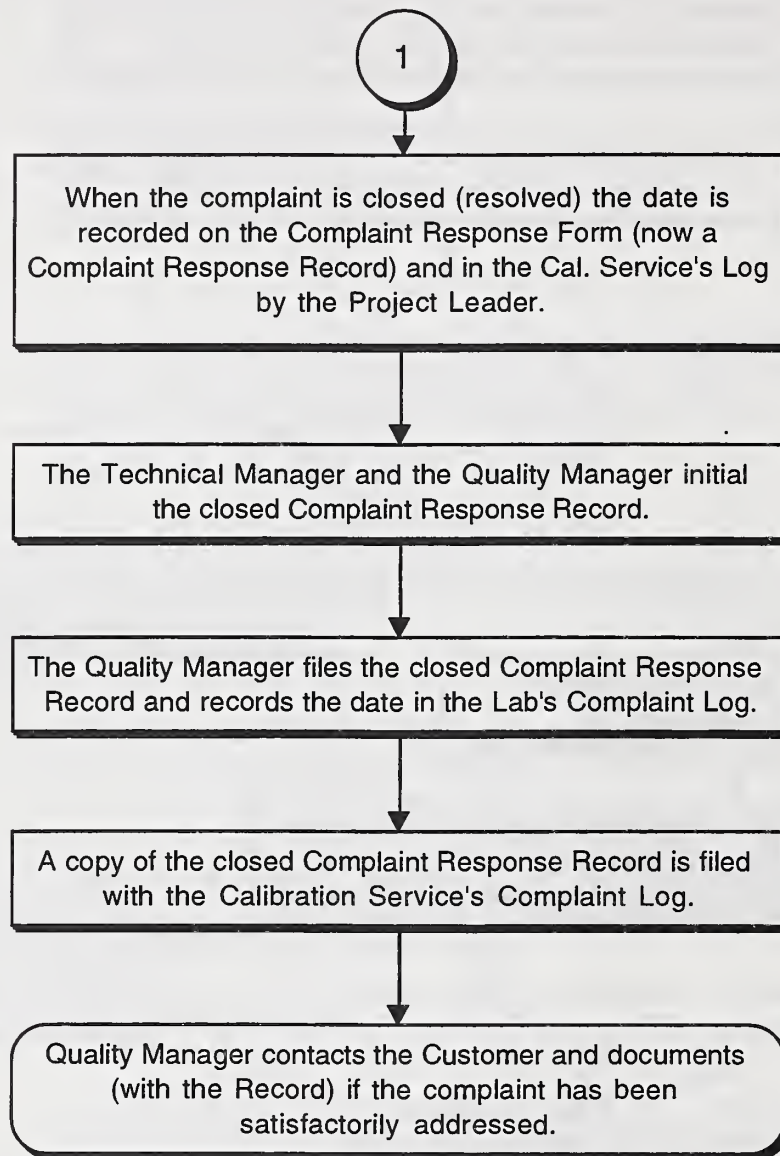 1
When the complaint is closed (resolved) the date is
recorded on the Complaint Response Form (now a
Complaint Response Record) and in the Cal. Service's Log
by the Project Leader.
The Technical Manager and the Quality Manager initial
the closed Complaint Response Record.
The Quality Manager files the closed Complaint Response
Record and records the date in the Lab's Complaint Log.
A copy of the closed Complaint Response Record is filed
with the Calibration Service's Complaint Log.
Quality Manager contacts the Customer and documents
(with the Record) if the complaint has been
satisfactorily addressed.